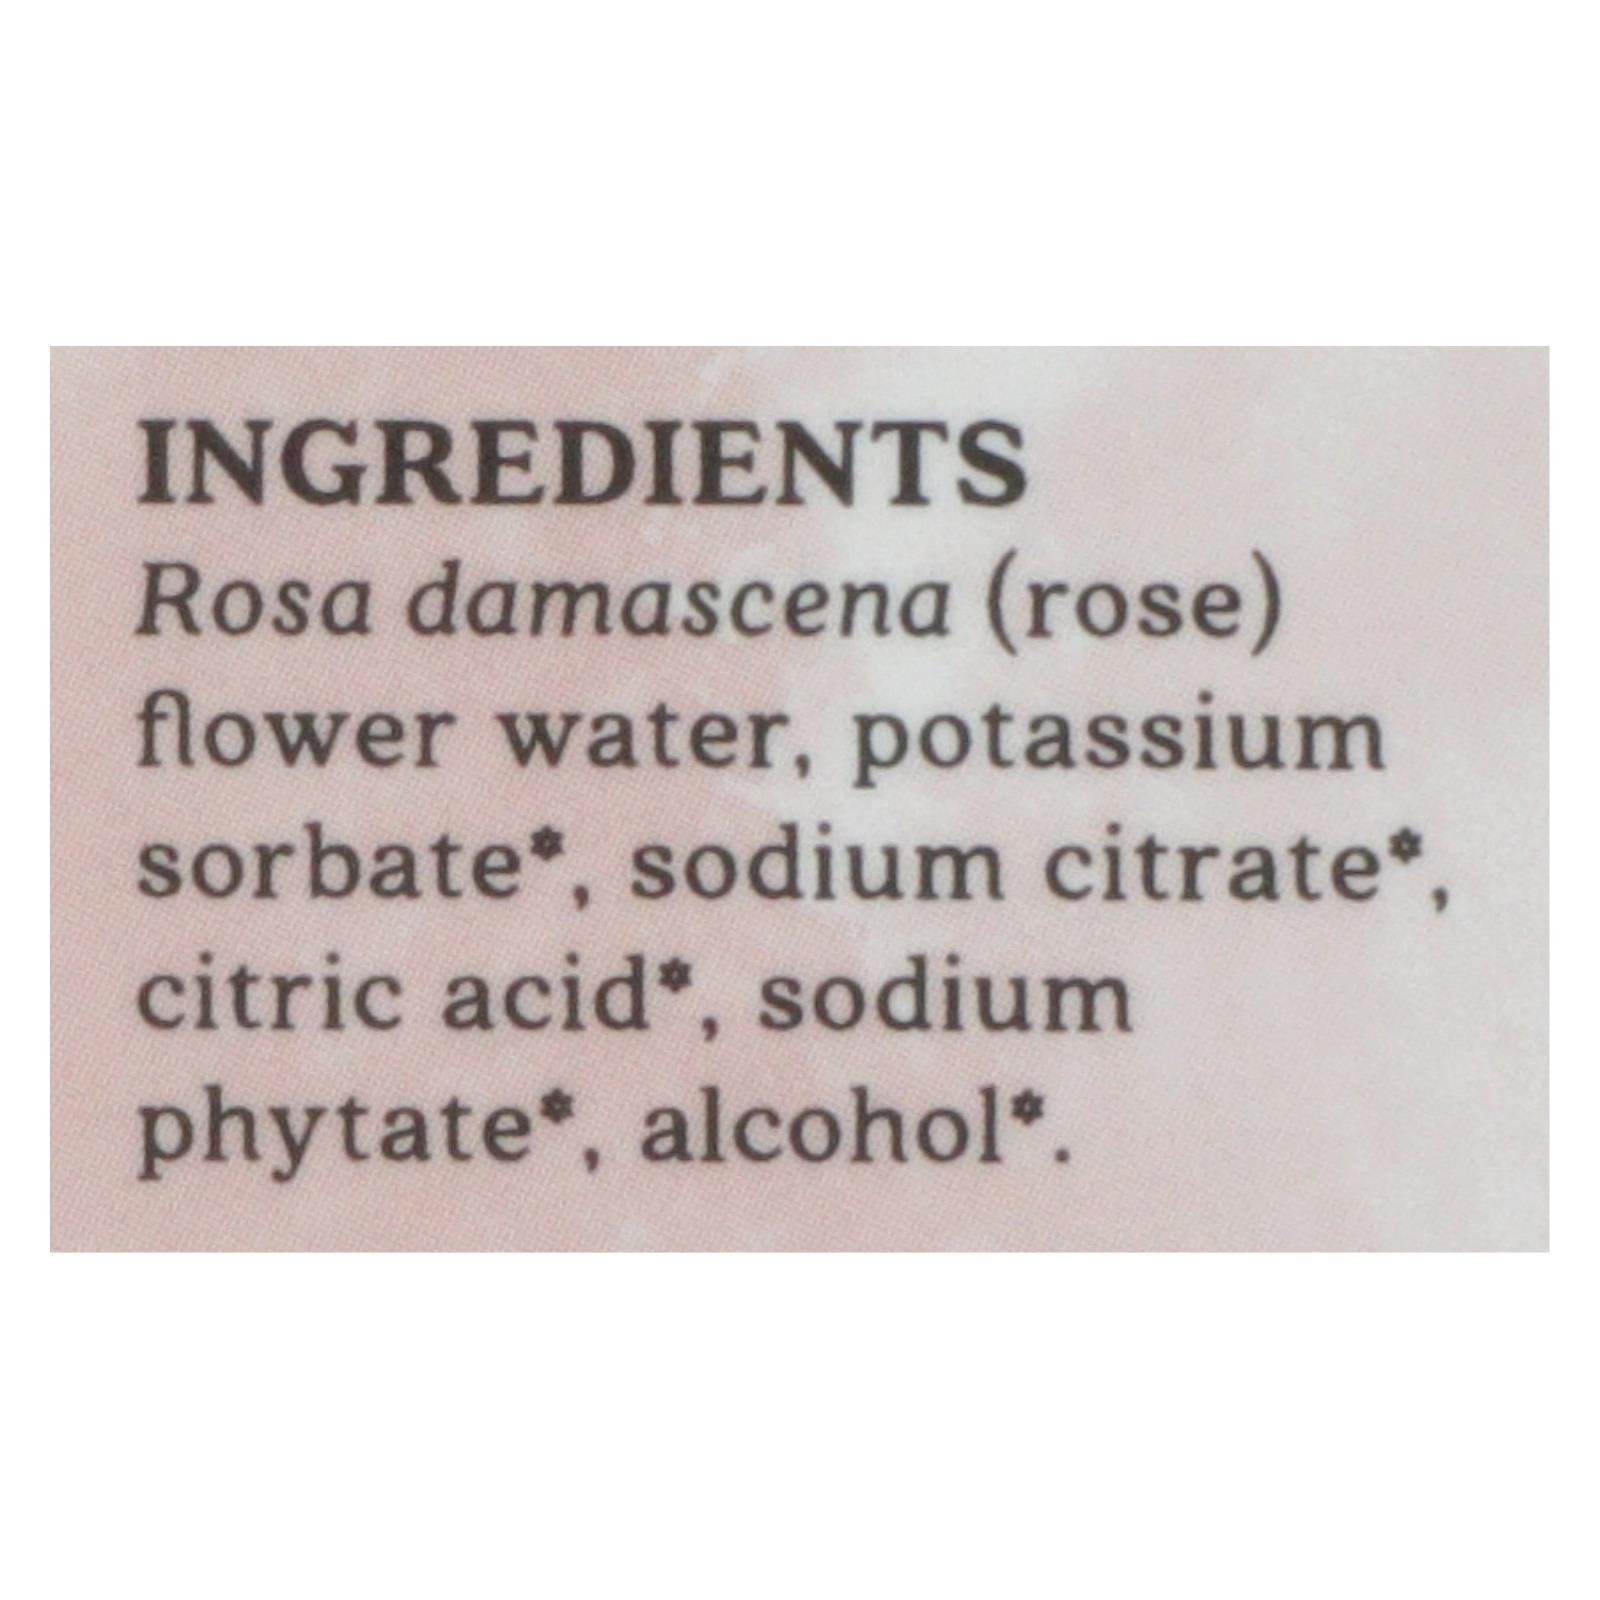 INGREDIENTS
Rosa damascena (rose)
flower water, potassium
sorbate*, sodium citrate*,
citric acid*, sodium
phytate*, alcohol*.